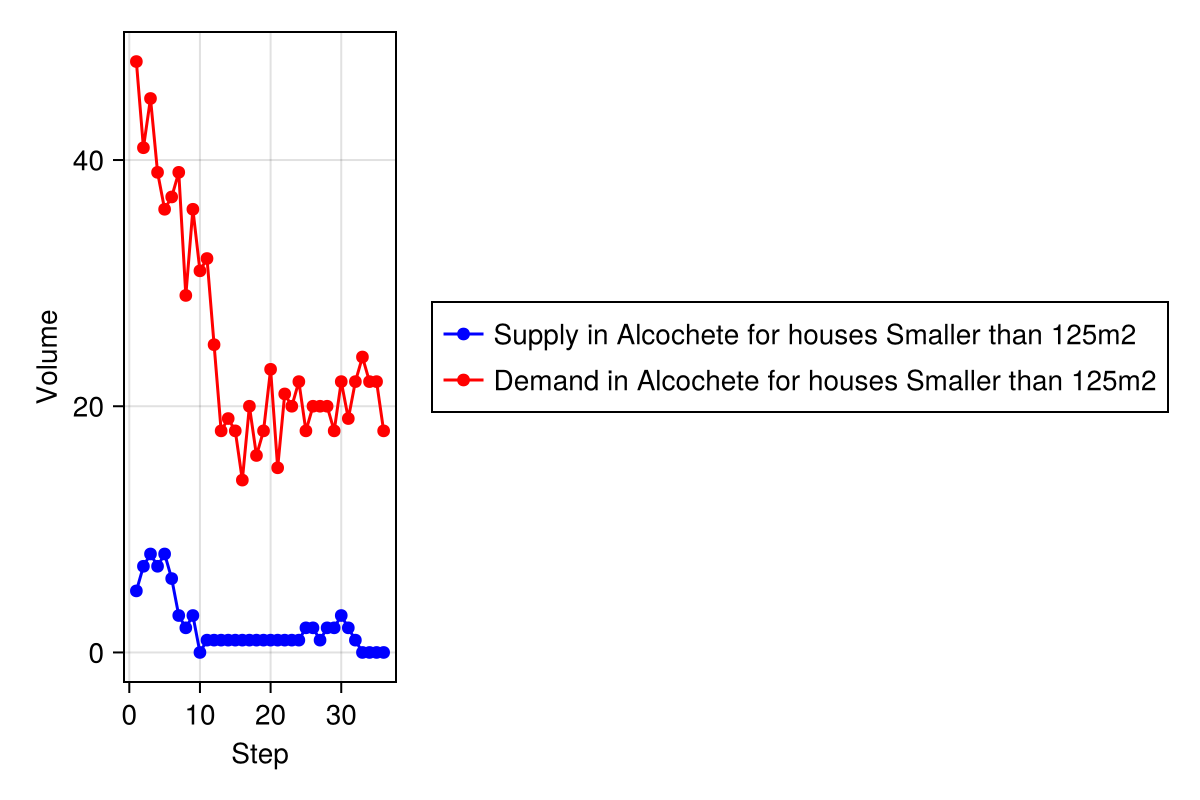 Volume
40
20
0
0 10 20 30
Step
Supply in Alcochete for houses Smaller than 125m2
Demand in Alcochete for houses Smaller than 125m2